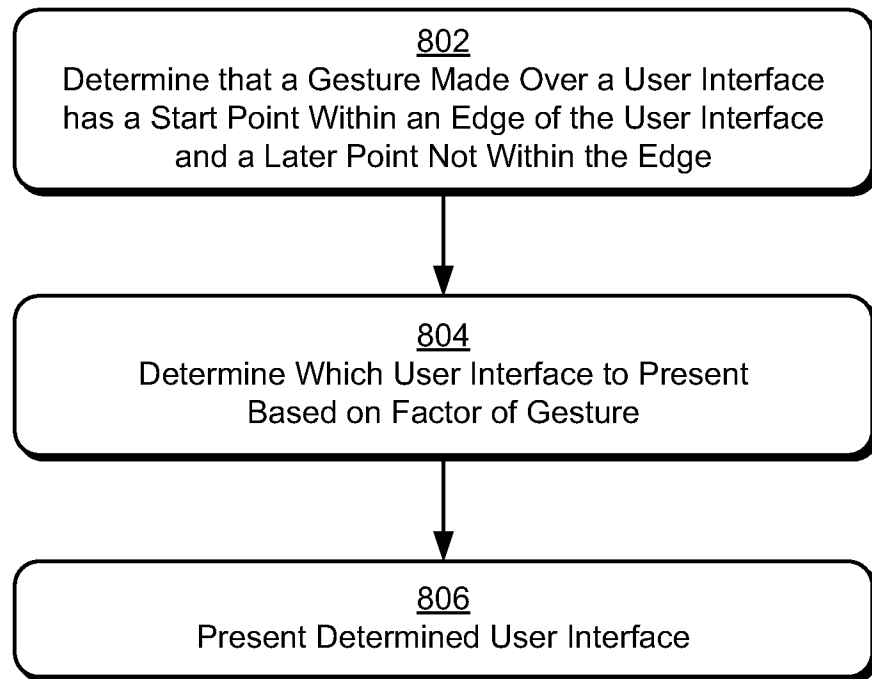 802
Determine that a Gesture Made Over a User Interface
has a Start Point Within an Edge of the User Interface
and a Later Point Not Within the Edge
804
Determine Which User Interface to Present
Based on Factor of Gesture
806
Present Determined User Interface